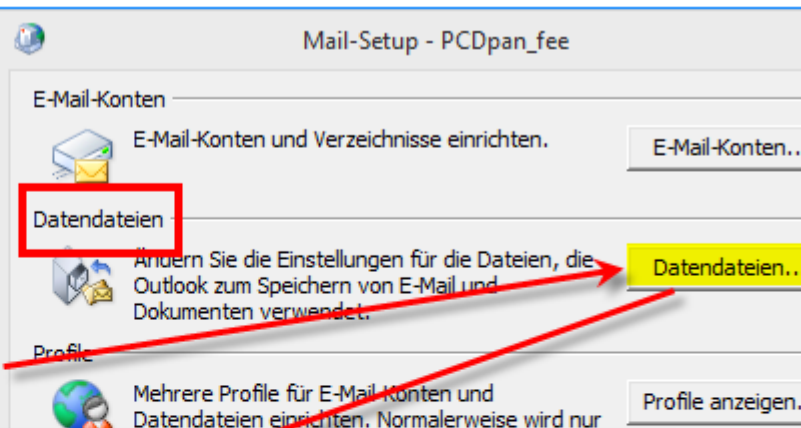 Mail-Setup - PCDpan_fee
E-Mail-Konten
E-Mail-Konten und Verzeichnisse einrichten.
E-Mail-Konten..
Datendateien
Ändern Sie die Einstellungen für die Dateien, die
Outlook zum Speichern von E-Mail und
Dokumenten verwendet.
Datendateien..
Profile
Mehrere Profile für E-Mail-Konten und
Datendateien einrichten. Normalerweise wird nur
Profile anzeigen.